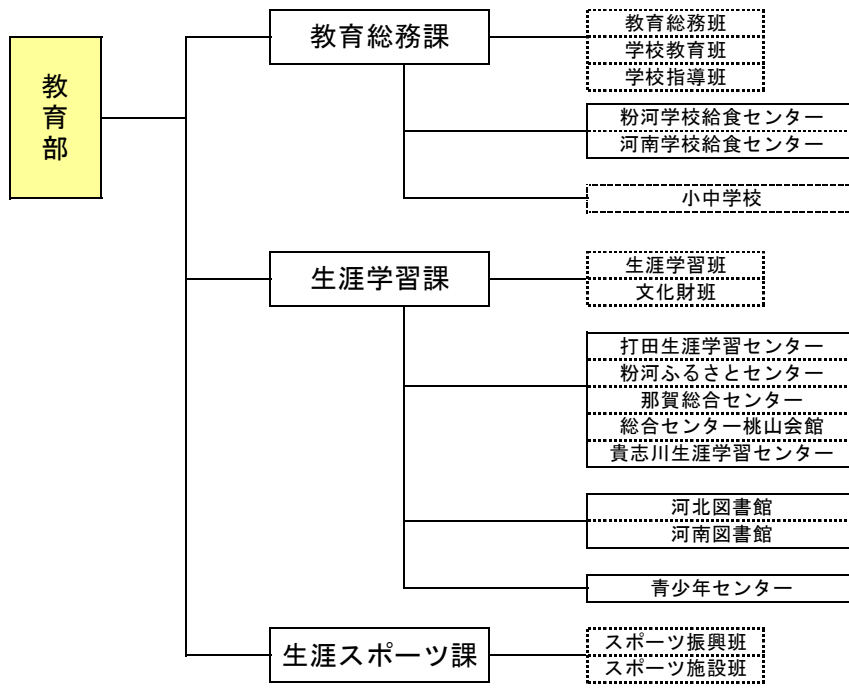 教育部
教育総務課
教育総務班
学校教育班
学校指導班
粉河学校給食センター
河南学校給食センター
小中学校
生涯学習課
生涯学習班
文化財班
打田生涯学習センター
粉河ふるさとセンター
那賀総合センター
総合センター桃山会館
貴志川生涯学習センター
河北図書館
河南図書館
青少年センター
生涯スポーツ課
スポーツ振興班
スポーツ施設班